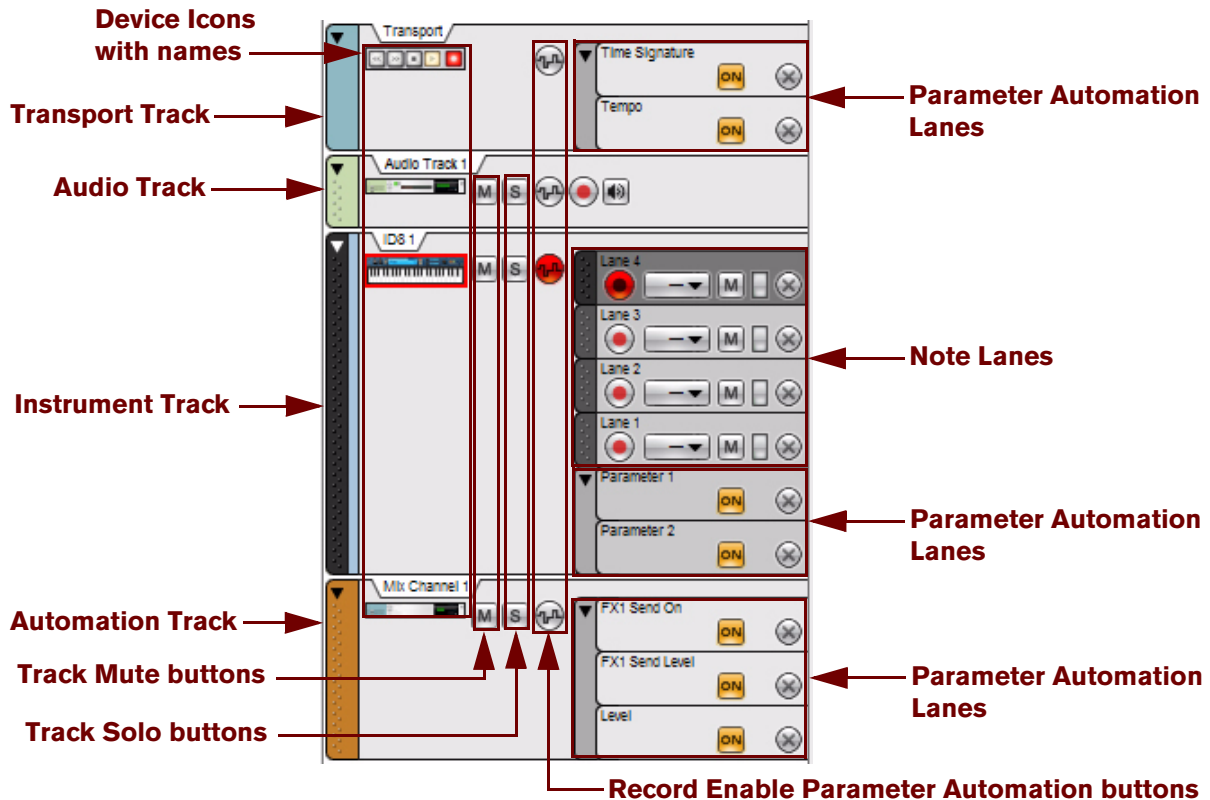 Device Icons
with names
Transport
Time Signature
ON
Parameter Automation
Lanes
Transport Track
Tempo
ON
Audio Track 1
Audio Track
M S
ID8 1
M S
Lane 4
M
Lane 3
M
Note Lanes
Lane 2
M
Instrument Track
Lane 1
M
Parameter 1
ON
Parameter Automation
Lanes
Parameter 2
ON
Mix Channel 1
Automation Track
M S
FX1 Send On
ON
Track Mute buttons
FX1 Send Level
ON
Parameter Automation
Lanes
Track Solo buttons
Level
ON
Record Enable Parameter Automation buttons